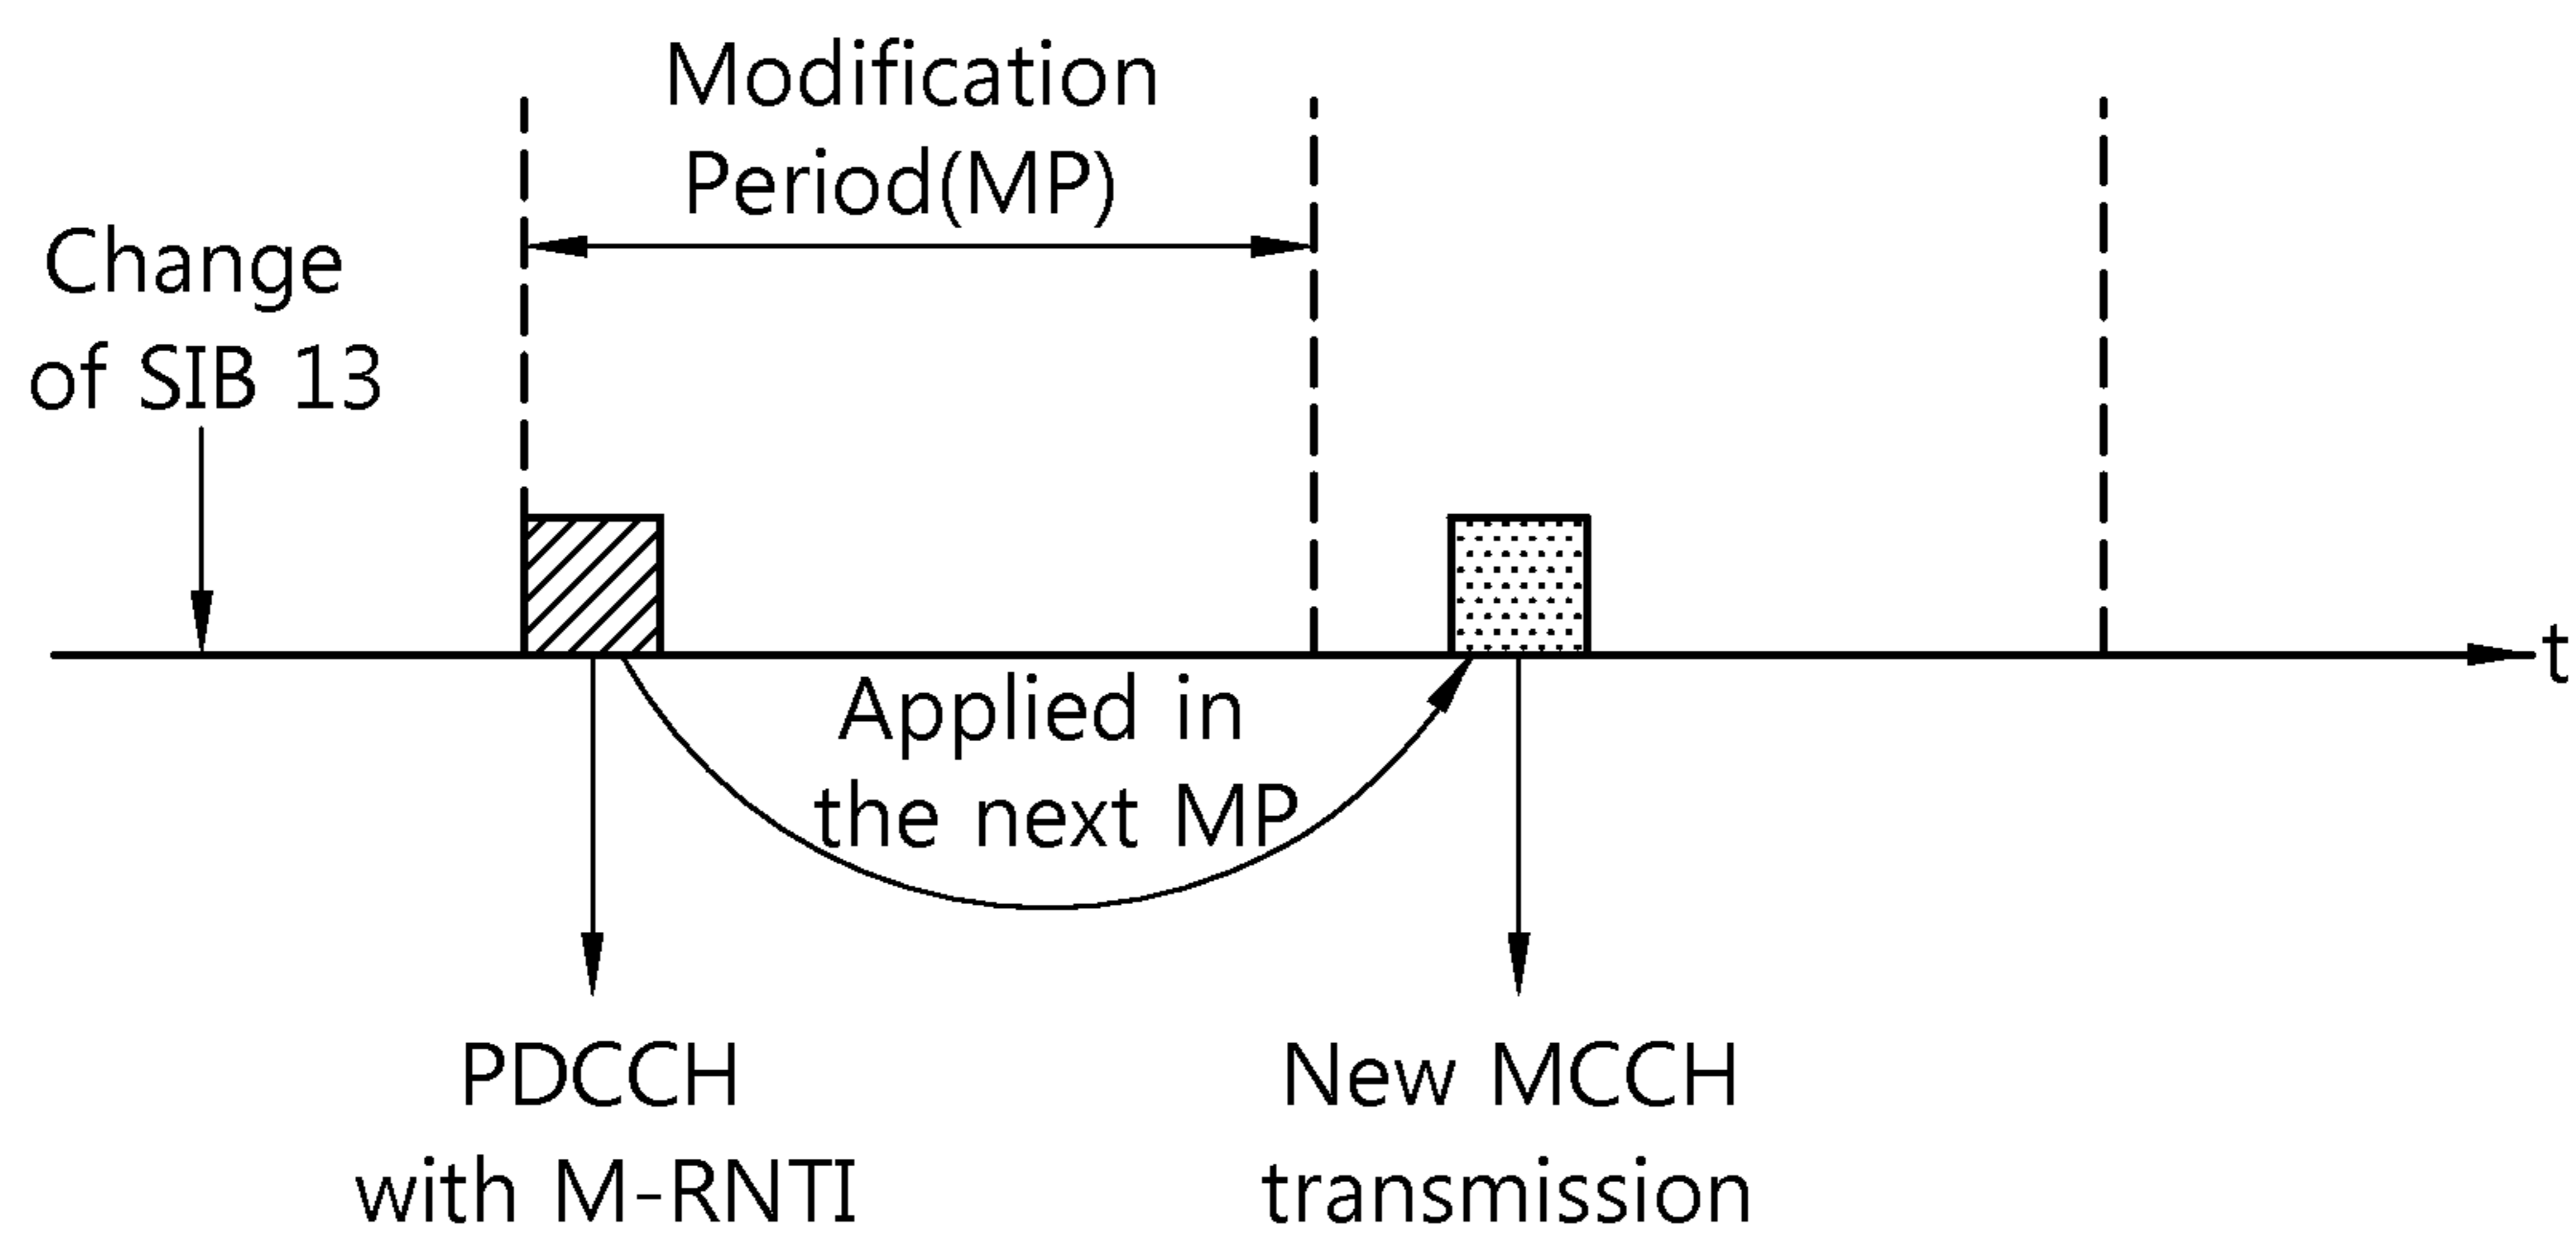 Modification
Period(MP)
Change
of SIB 13
t
Applied in
the next MP
PDCCH
with M-RNTI
New MCCH
transmission